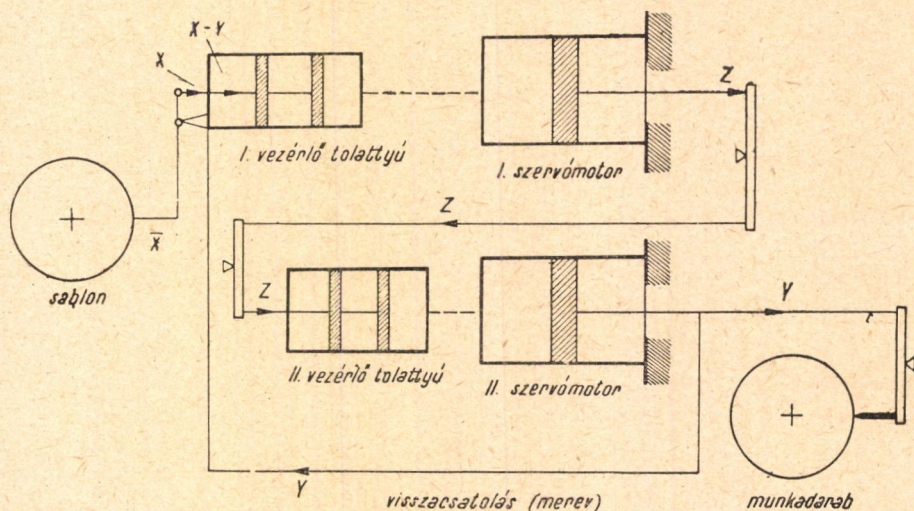 X - Y
X
I. vezérlő tolattyú
I. szervómotor
Z
X̄
sablon
Z
Z
II. vezérlő tolattyú
II. szervómotor
Y
Y
visszacsatolás (merev)
munkadarab